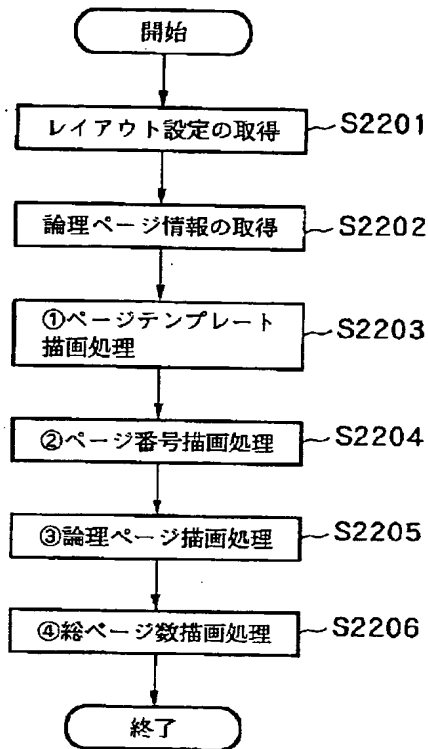 開始
レイアウト設定の取得 S2201
論理ページ情報の取得 S2202
①ページテンプレート
描画処理 S2203
②ページ番号描画処理 S2204
③論理ページ描画処理 S2205
④総ページ数描画処理 S2206
終了